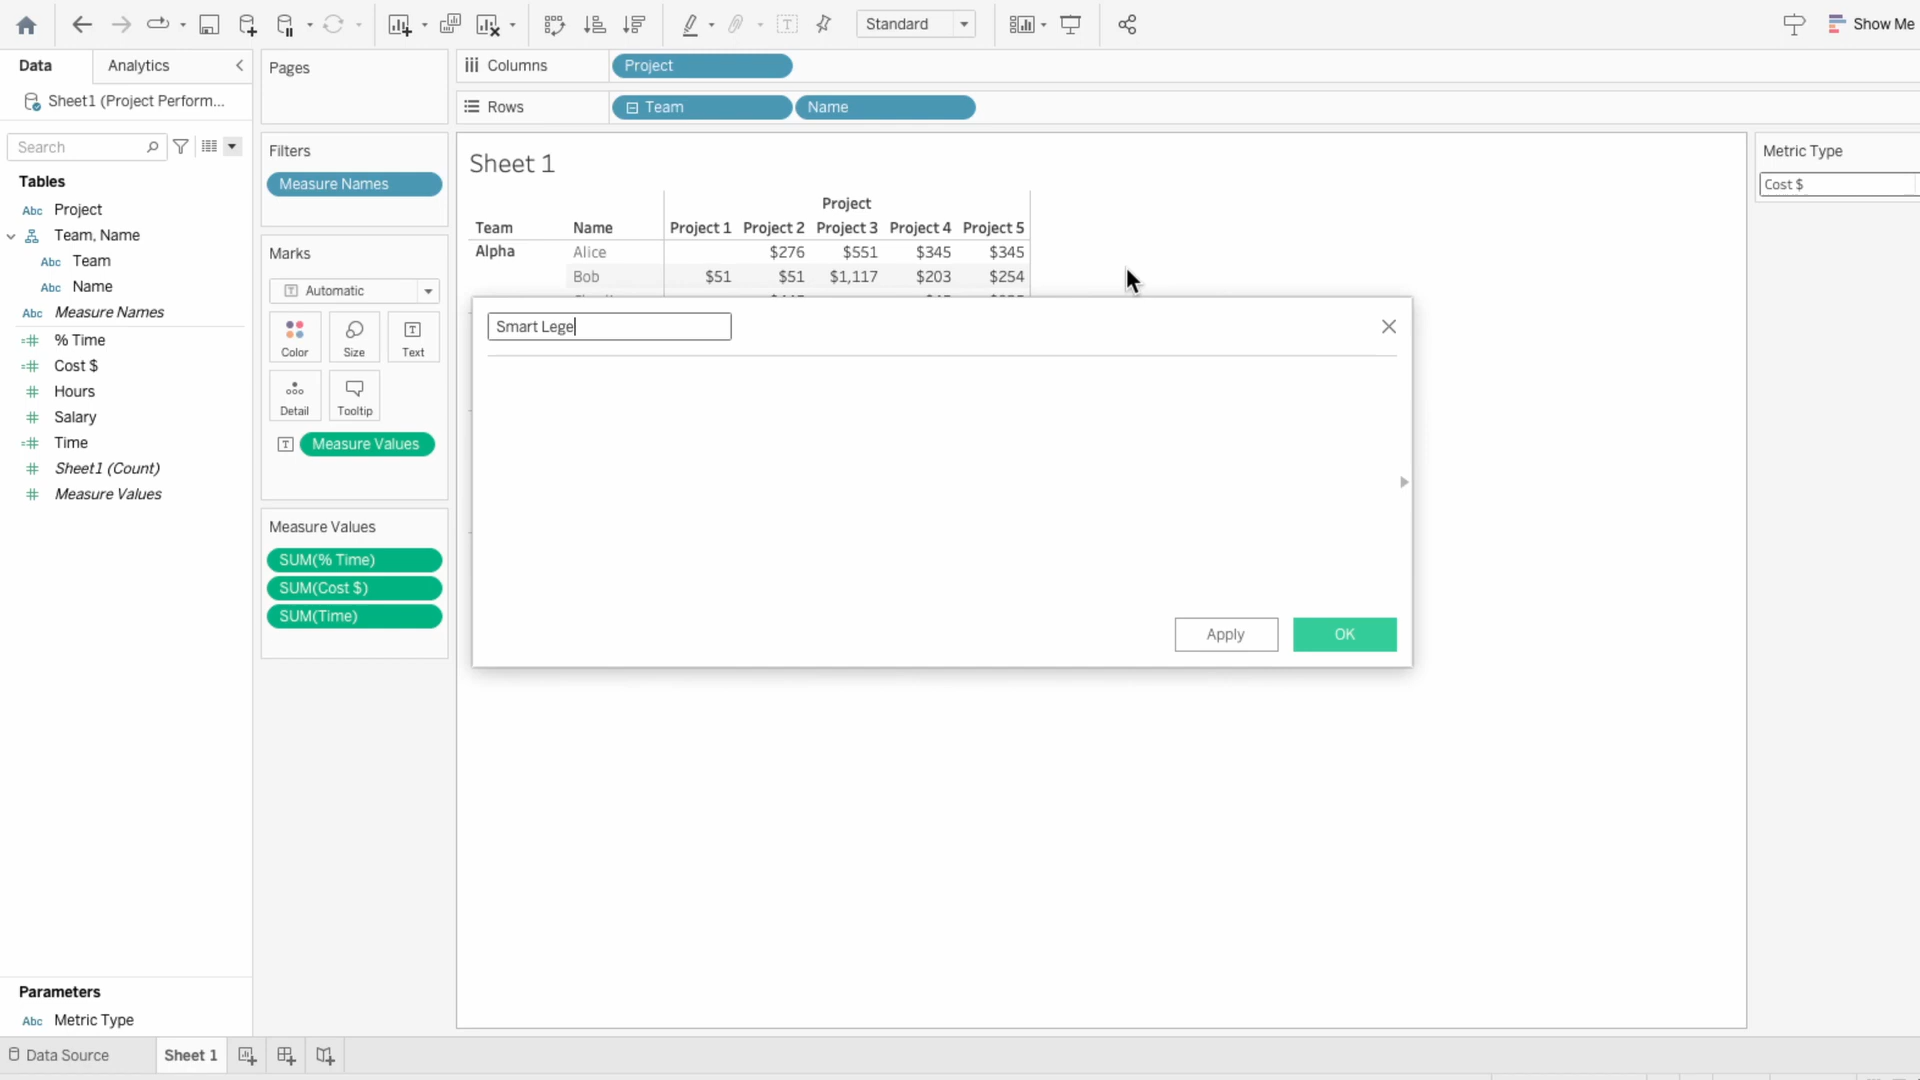 Standard
Show Me
Data
Analytics
Sheet1 (Project Perform...
Search
Tables
Abc Project
Team, Name
Abc Team
Abc Name
Abc Measure Names
% Time
Cost $
Hours
Salary
Time
Sheet1 (Count)
Measure Values
Parameters
Abc Metric Type
Pages
Filters
Measure Names
Marks
Automatic
Color
Size
Text
Detail
Tooltip
Measure Values
Measure Values
SUM(% Time)
SUM(Cost $)
SUM(Time)
Columns
Project
Rows
Team
Name
Sheet 1
Project
Team Name Project 1 Project 2 Project 3 Project 4 Project 5
Alpha Alice $276 $551 $345 $345
Bob $51 $51 $1,117 $203 $254
Smart Lege
Apply
OK
Metric Type
Cost $
Data Source
Sheet 1